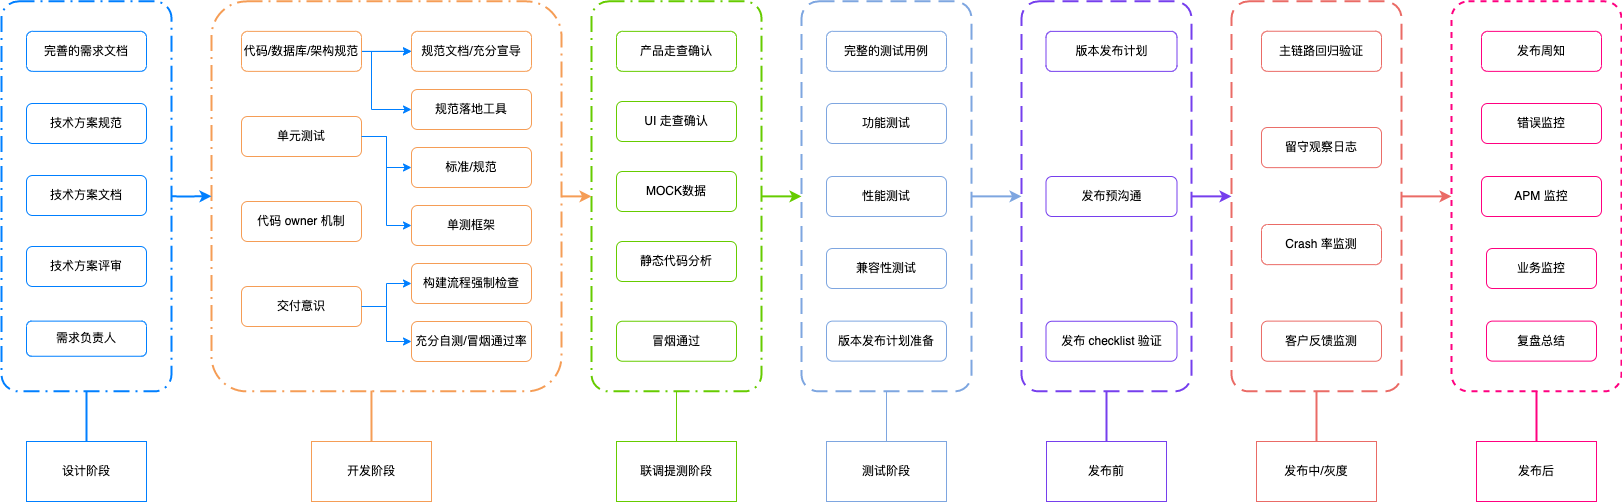 完善的需求文档
技术方案规范
技术方案文档
技术方案评审
需求负责人
设计阶段
代码/数据库/架构规范
规范文档/充分宣导
规范落地工具
单元测试
标准/规范
单测框架
代码 owner 机制
交付意识
构建流程强制检查
充分自测/冒烟通过率
开发阶段
产品走查确认
UI 走查确认
MOCK数据
静态代码分析
冒烟通过
联调提测阶段
完整的测试用例
功能测试
性能测试
兼容性测试
版本发布计划准备
测试阶段
版本发布计划
发布预沟通
发布 checklist 验证
发布前
主链路回归验证
留守观察日志
Crash 率监测
客户反馈监测
发布中/灰度
发布周知
错误监控
APM 监控
业务监控
复盘总结
发布后